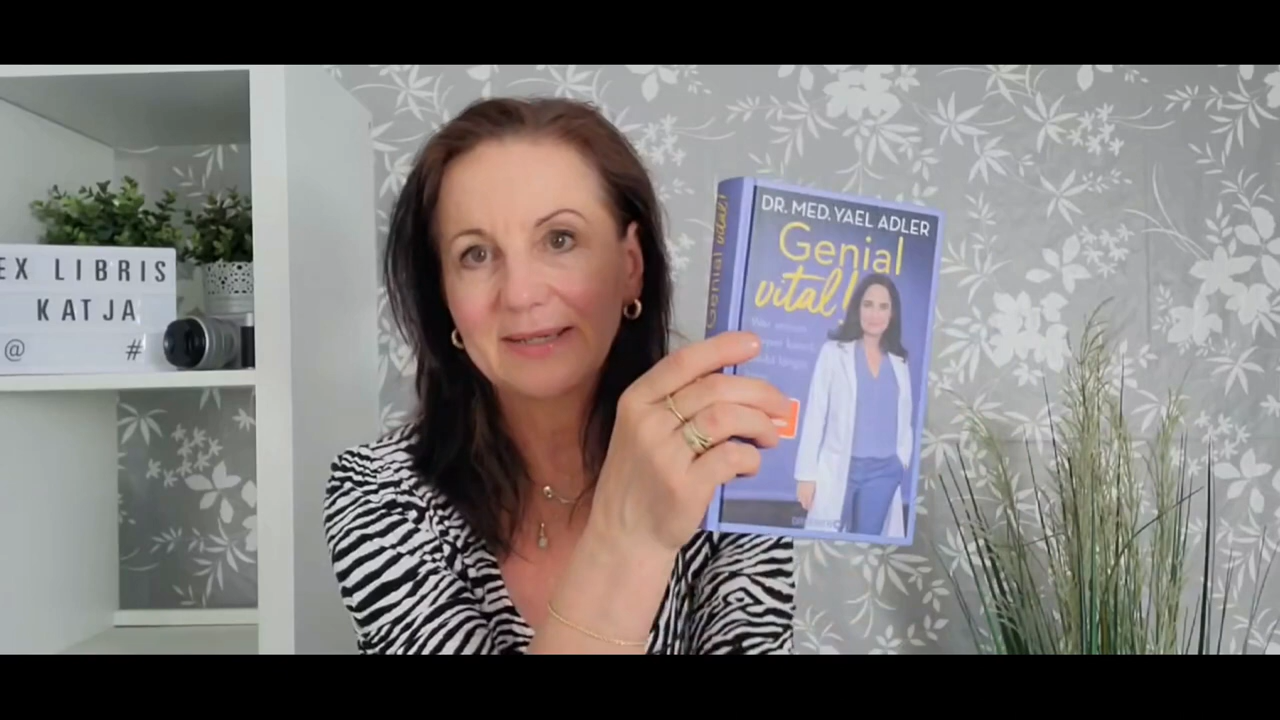 EX LIBRIS
KATJA
@ #
Genial vital!
DR. MED. YAEL ADLER
Genial
vital!